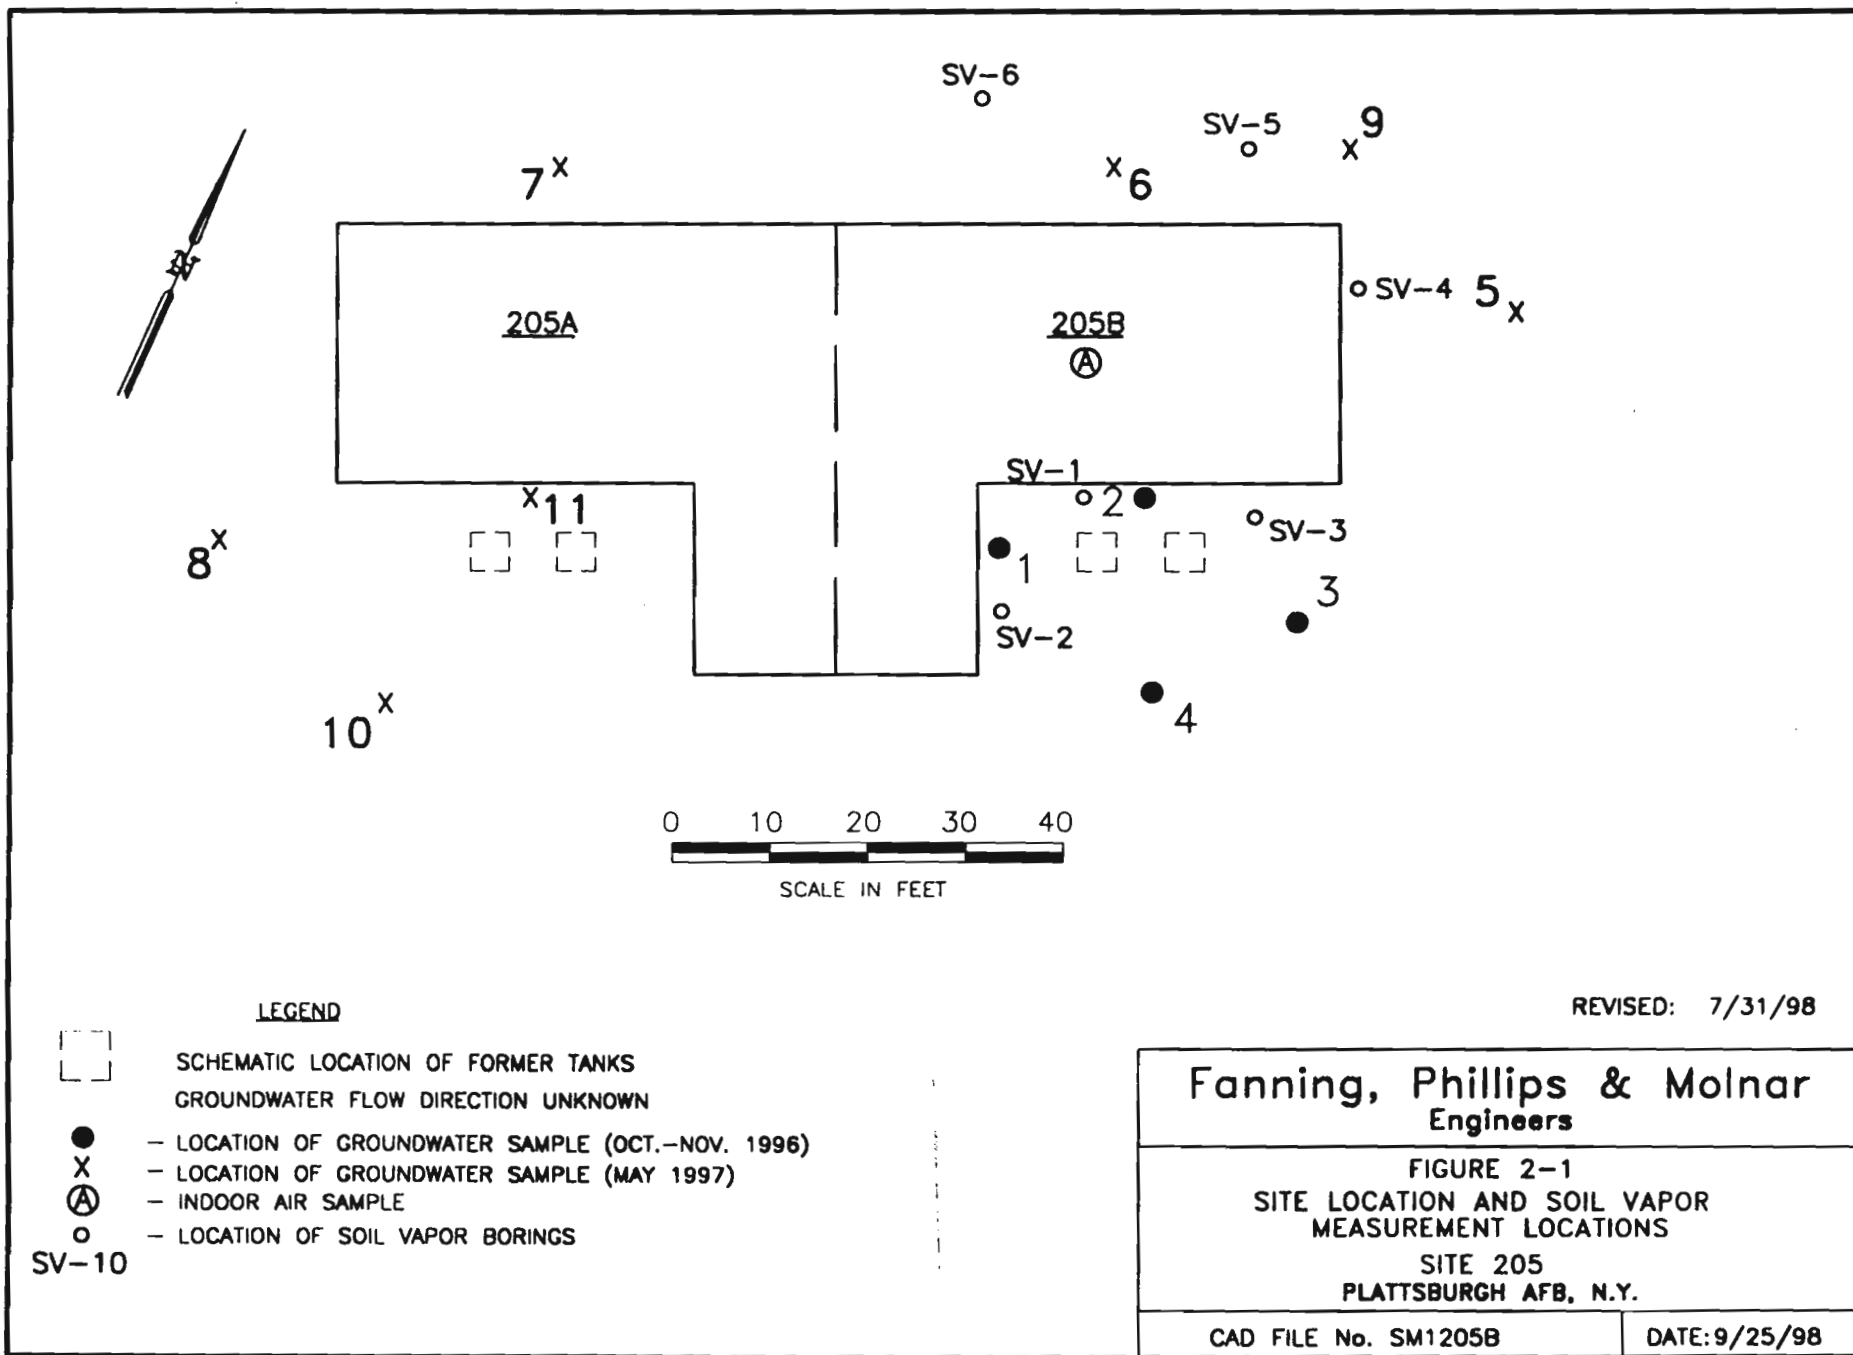 SV-6
SV-5
9
7 X
X 6
X
N
205A
205B
A
SV-4
5 X
SV-1
X 11
2
SV-3
8 X
1
3
SV-2
10 X
4
0 10 20 30 40
SCALE IN FEET
LEGEND
SCHEMATIC LOCATION OF FORMER TANKS
GROUNDWATER FLOW DIRECTION UNKNOWN
- LOCATION OF GROUNDWATER SAMPLE (OCT.-NOV. 1996)
X - LOCATION OF GROUNDWATER SAMPLE (MAY 1997)
A - INDOOR AIR SAMPLE
- LOCATION OF SOIL VAPOR BORINGS
SV-10
REVISED: 7/31/98
Fanning, Phillips & Molnar
Engineers
FIGURE 2-1
SITE LOCATION AND SOIL VAPOR
MEASUREMENT LOCATIONS
SITE 205
PLATTSBURGH AFB, N.Y.
CAD FILE No. SM1205B
DATE:9/25/98